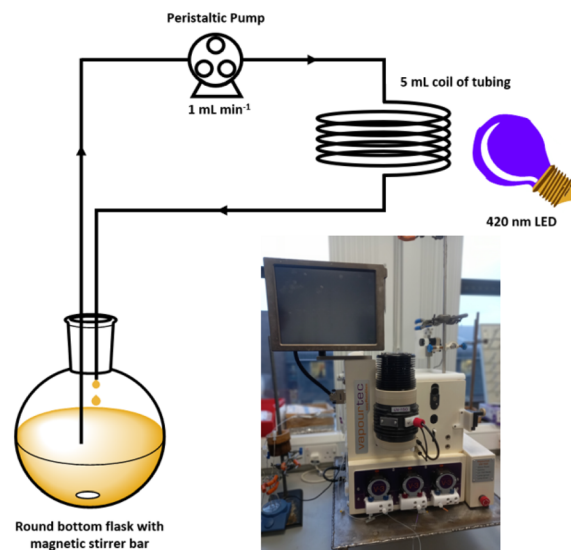 Peristaltic Pump
1 mL min⁻¹
5 mL coil of tubing
420 nm LED
vapourtec
Round bottom flask with
magnetic stirrer bar